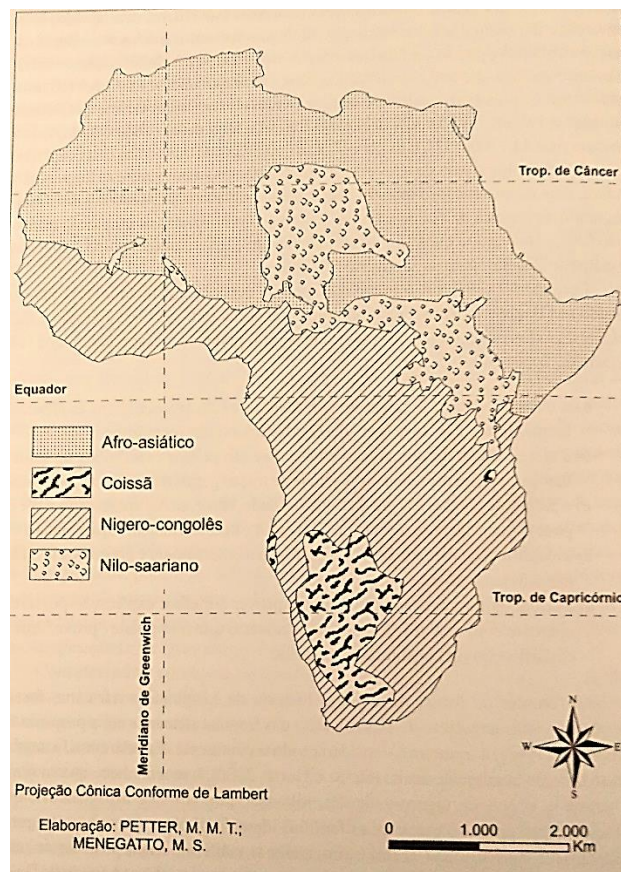 Trop. de Câncer
Equador
Afro-asiático
Coissã
Nigero-congolês
Nilo-saariano
Trop. de Capricórnio
Meridiano de Greenwich
N
W E
S
Projeção Cônica Conforme de Lambert
Elaboração: PETTER, M. M. T.;
MENEGATTO, M. S.
0 1.000 2.000
Km